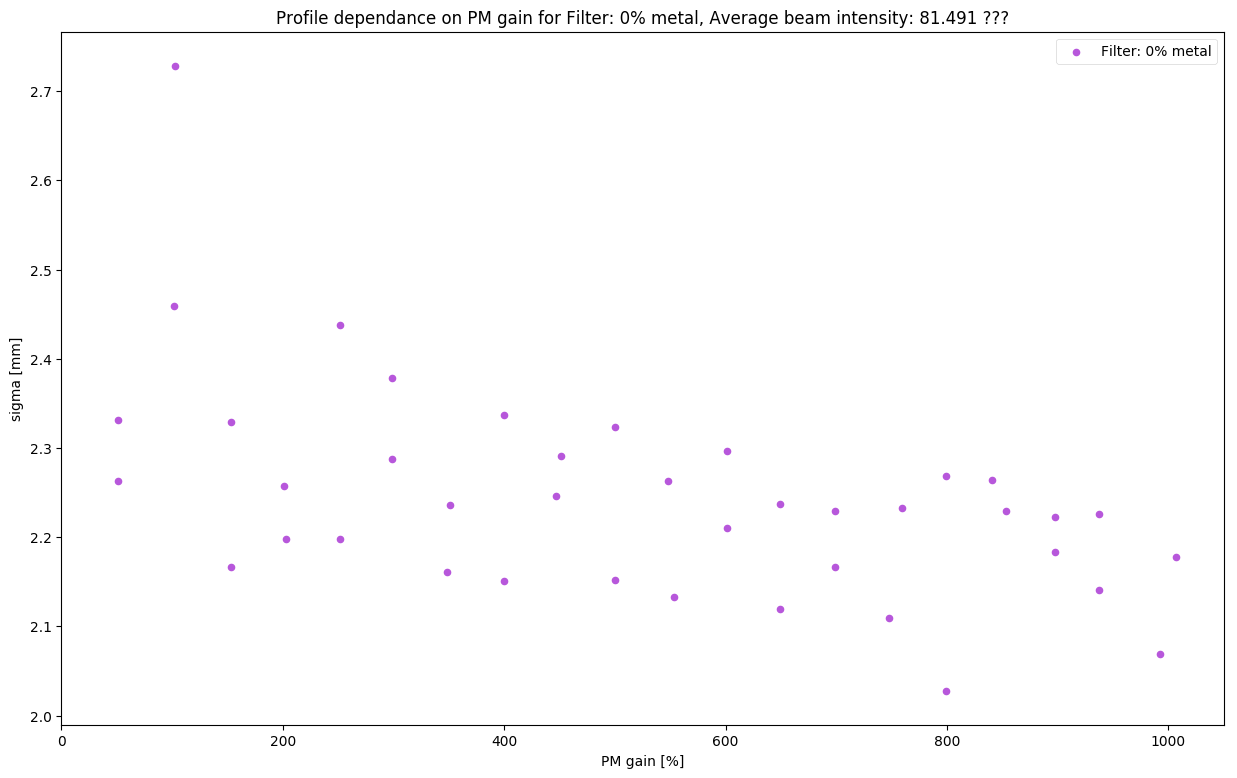 Profile dependance on PM gain for Filter: 0% metal, Average beam intensity: 81.491 ???
Filter: 0% metal
2.7
2.6
2.5
2.4
2.3
2.2
2.1
2.0
sigma [mm]
0 200 400 600 800 1000
PM gain [%]